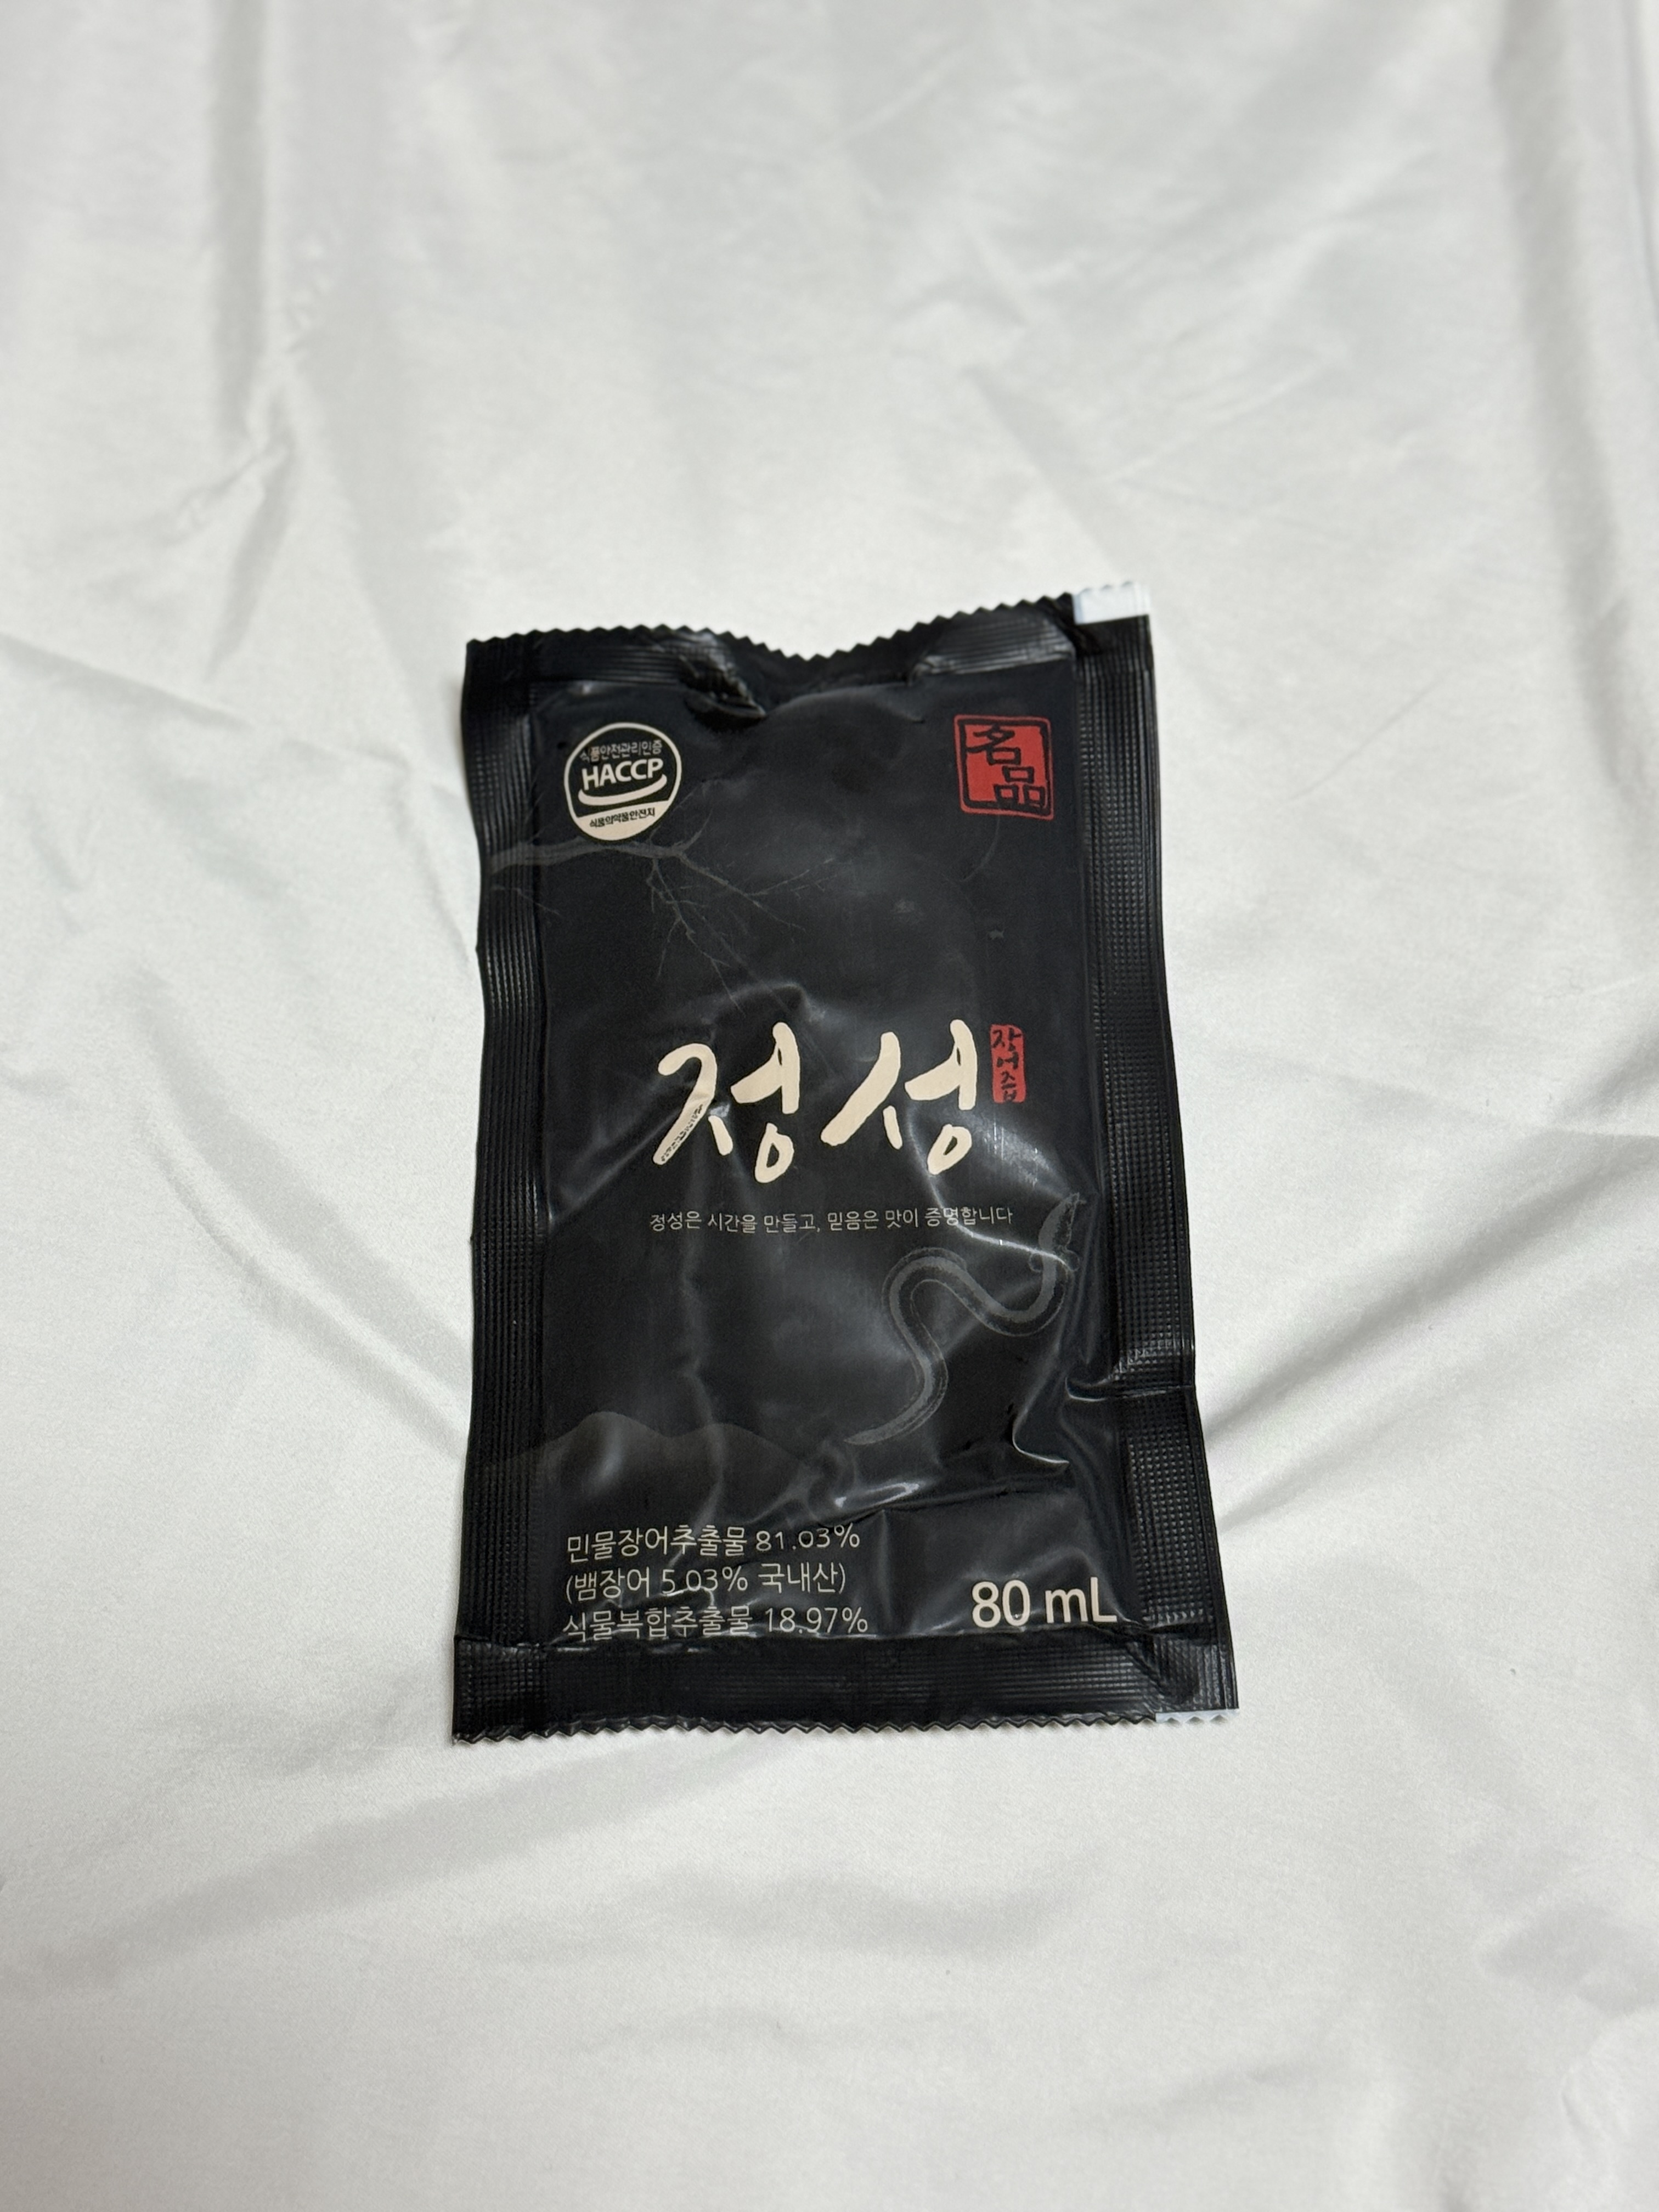 식품안전관리인증
HACCP
식품의약품안전처
名品
정성
장어즙
정성은 시간을 만들고, 믿음은 맛이 증명합니다
민물장어추출물 81.03%
(뱀장어 5.03% 국내산)
식물복합추출물 18.97%
80 mL